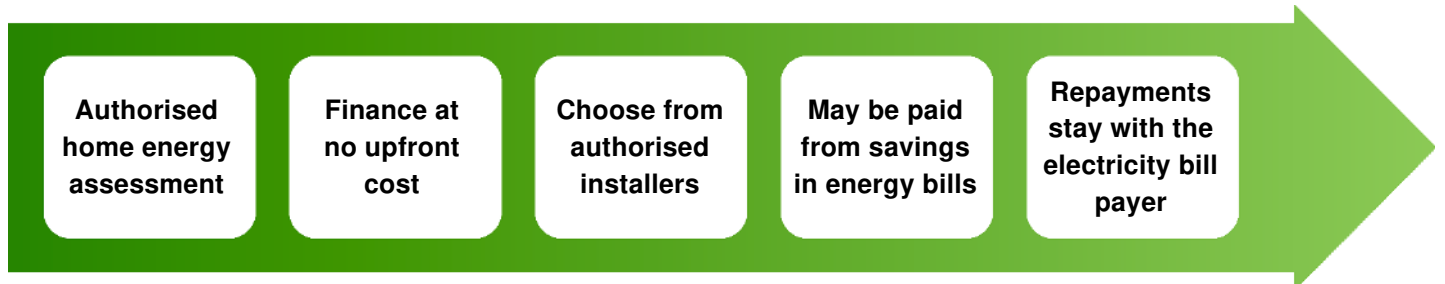 Authorised
home energy
assessment
Finance at
no upfront
cost
Choose from
authorised
installers
May be paid
from savings
in energy bills
Repayments
stay with the
electricity bill
payer